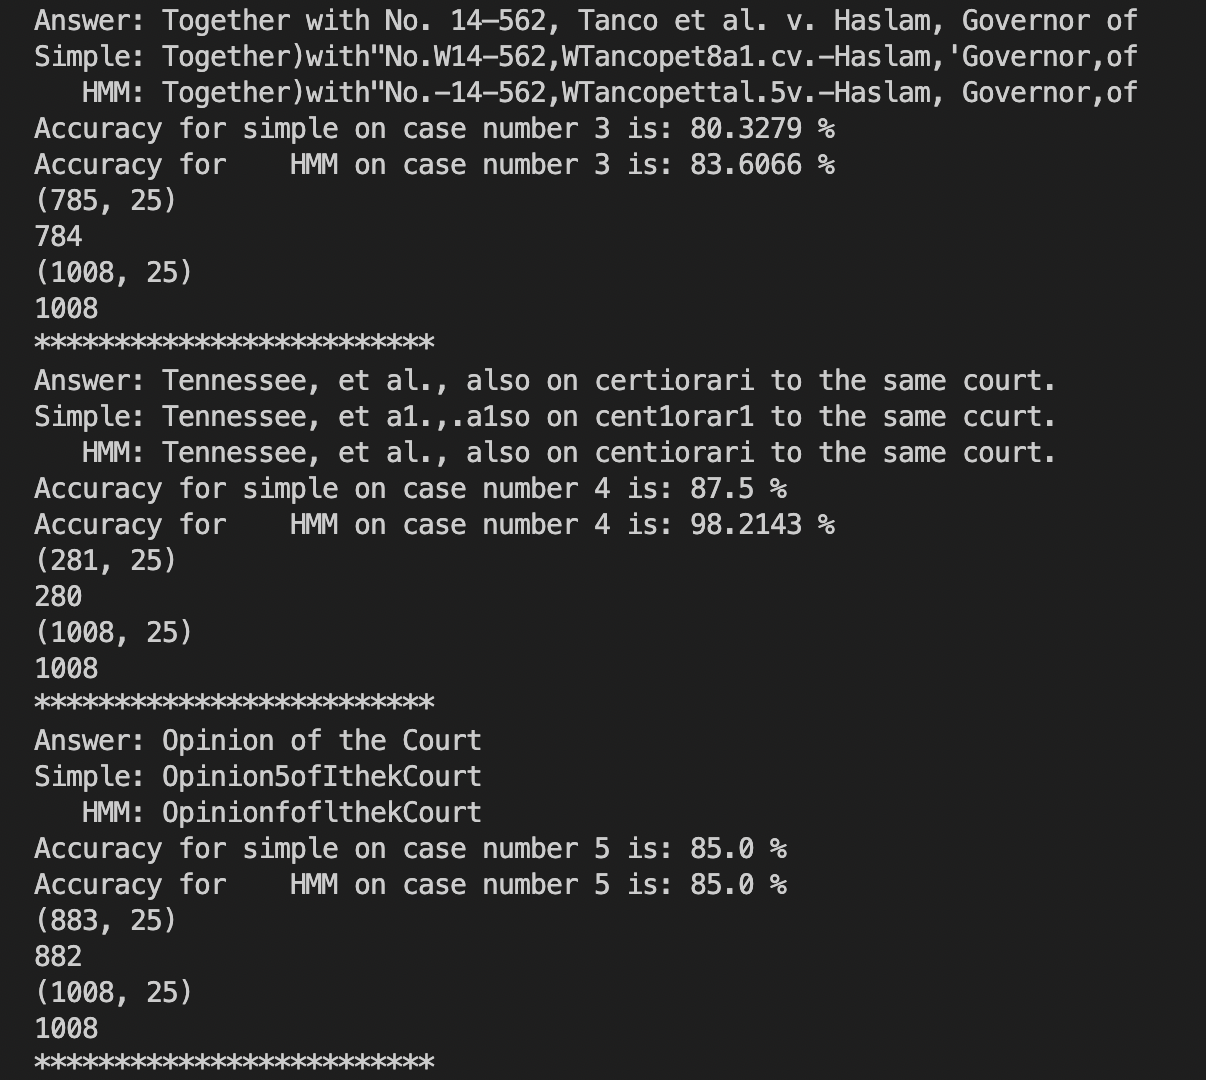 Answer: Together with No. 14-562, Tanco et al. v. Haslam, Governor of
Simple: Together)with"No.W14-562,WTancopet8a1.cv.-Haslam,'Governor,of
   HMM: Together)with"No.-14-562,WTancopettal.5v.-Haslam, Governor,of
Accuracy for simple on case number 3 is: 80.3279 %
Accuracy for    HMM on case number 3 is: 83.6066 %
(785, 25)
784
(1008, 25)
1008
*************************
Answer: Tennessee, et al., also on certiorari to the same court.
Simple: Tennessee, et a1.,.a1so on cent1orar1 to the same ccurt.
   HMM: Tennessee, et al., also on centiorari to the same court.
Accuracy for simple on case number 4 is: 87.5 %
Accuracy for    HMM on case number 4 is: 98.2143 %
(281, 25)
280
(1008, 25)
1008
*************************
Answer: Opinion of the Court
Simple: Opinion5ofIthekCourt
   HMM: OpinionfoflthekCourt
Accuracy for simple on case number 5 is: 85.0 %
Accuracy for    HMM on case number 5 is: 85.0 %
(883, 25)
882
(1008, 25)
1008
*************************